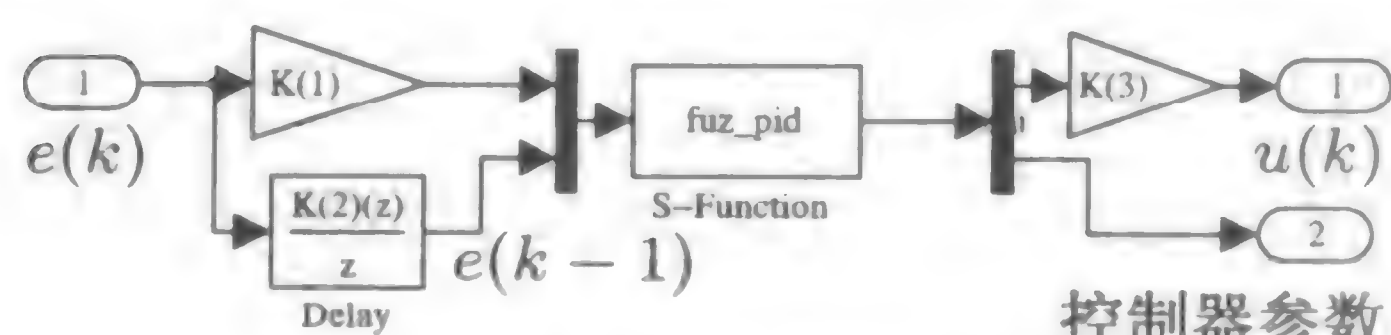 1
K(1)
e(k)
K(2)(z)
z
Delay
e(k − 1)
fuz_pid
S−Function
K(3)
1
u(k)
2
控制器参数